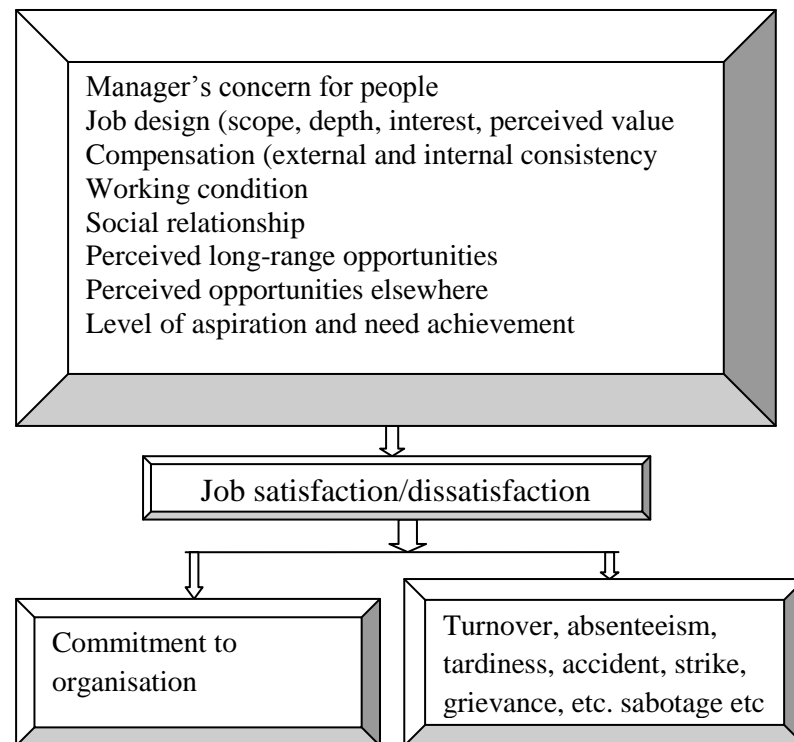 Manager’s concern for people
Job design (scope, depth, interest, perceived value
Compensation (external and internal consistency
Working condition
Social relationship
Perceived long-range opportunities
Perceived opportunities elsewhere
Level of aspiration and need achievement
Job satisfaction/dissatisfaction
Commitment to
organisation
Turnover, absenteeism,
tardiness, accident, strike,
grievance, etc. sabotage etc